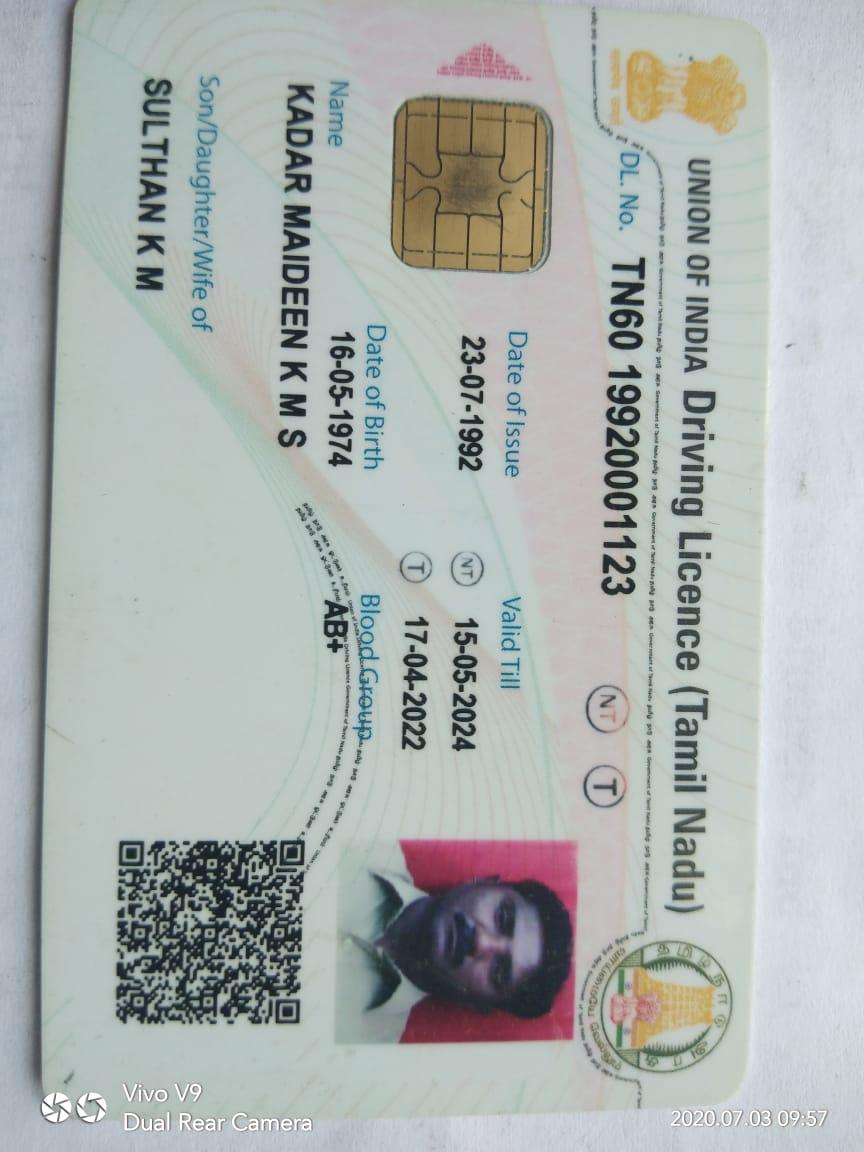 UNION OF INDIA Driving Licence (Tamil Nadu)
DL. No. TN60 19920001123 NT T
Date of Issue Valid Till
23-07-1992 NT 15-05-2024
T 17-04-2022
Date of Birth Blood Group
16-05-1974 AB+
Name
KADAR MAIDEEN K M S
Son/Daughter/Wife of
SULTHAN K M
Vivo V9
Dual Rear Camera
2020.07.03 09:57